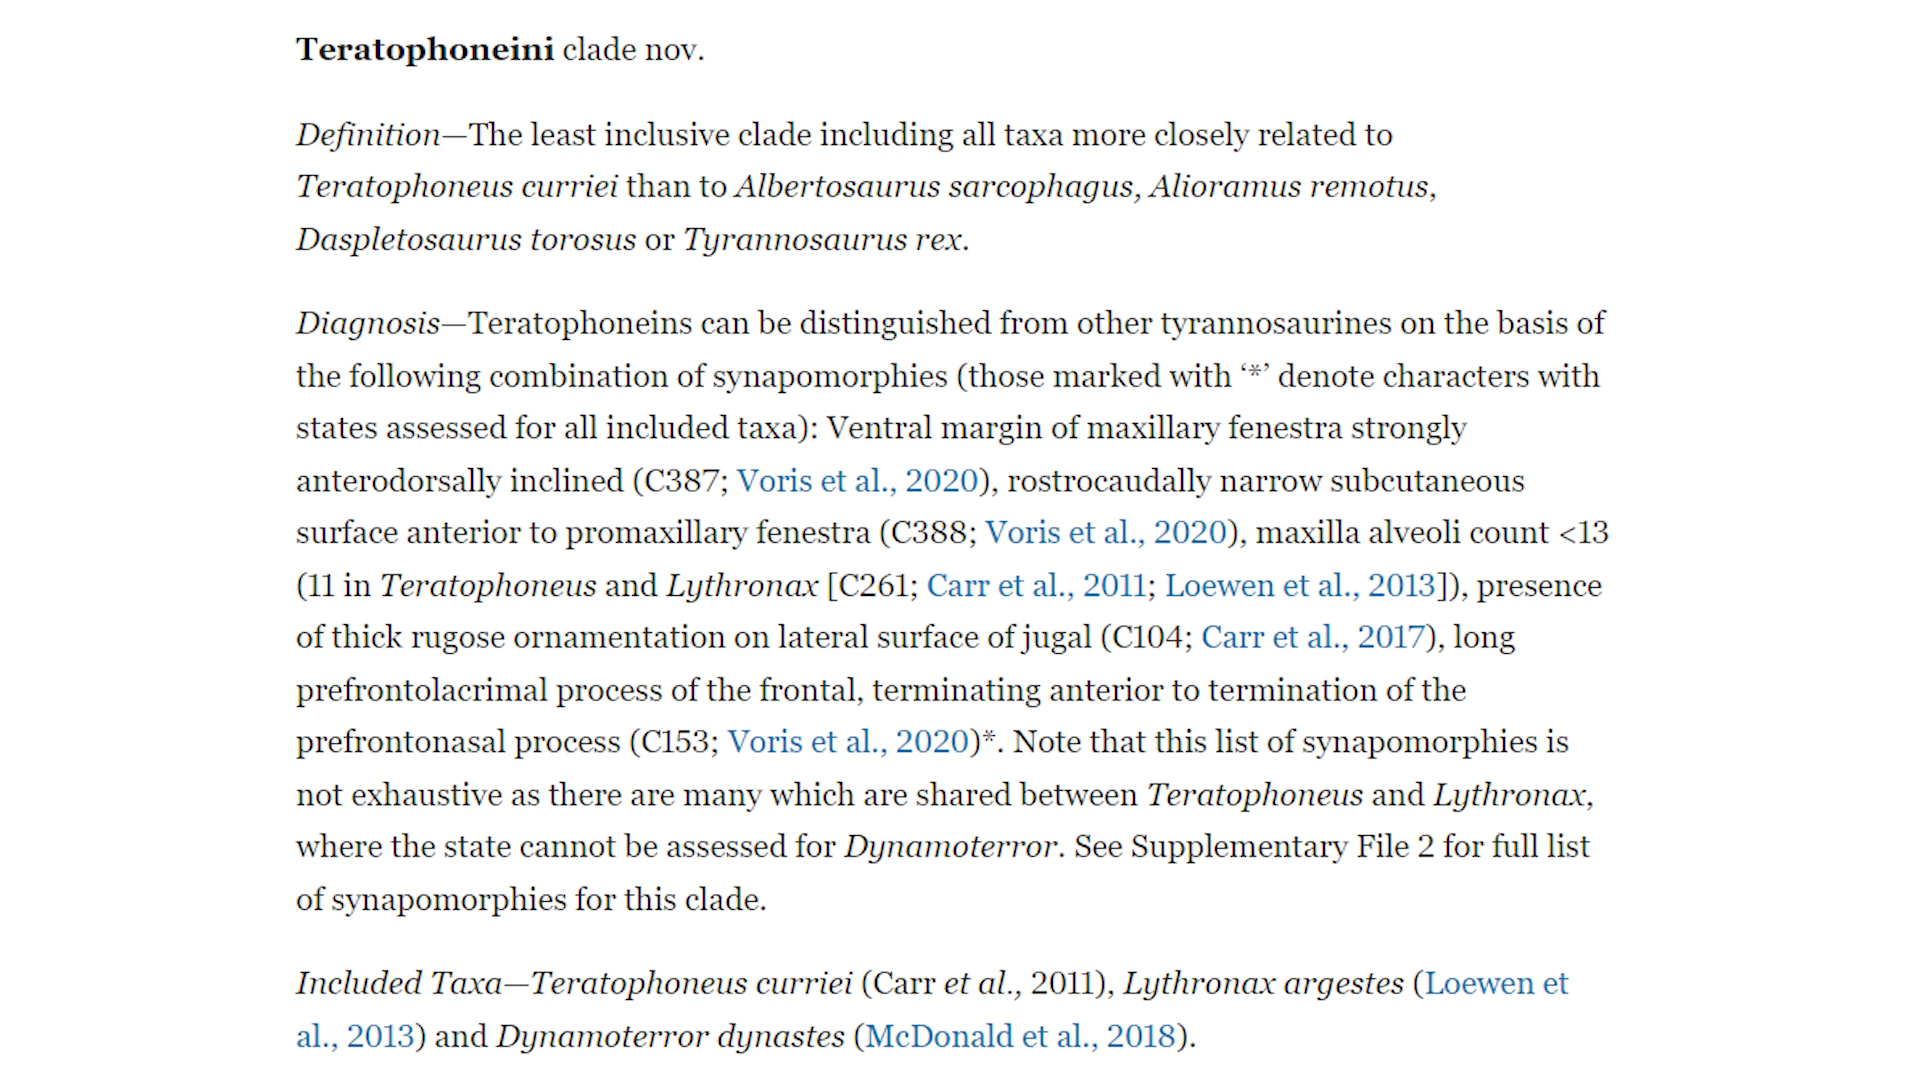 Teratophoneini clade nov.
Definition—The least inclusive clade including all taxa more closely related to
Teratophoneus curriei than to Albertosaurus sarcophagus, Alioramus remotus,
Daspletosaurus torosus or Tyrannosaurus rex.
Diagnosis—Teratophoneins can be distinguished from other tyrannosaurines on the basis of
the following combination of synapomorphies (those marked with ‘*’ denote characters with
states assessed for all included taxa): Ventral margin of maxillary fenestra strongly
anterodorsally inclined (C387; Voris et al., 2020), rostrocaudally narrow subcutaneous
surface anterior to promaxillary fenestra (C388; Voris et al., 2020), maxilla alveoli count <13
(11 in Teratophoneus and Lythronax [C261; Carr et al., 2011; Loewen et al., 2013]), presence
of thick rugose ornamentation on lateral surface of jugal (C104; Carr et al., 2017), long
prefrontolacrimal process of the frontal, terminating anterior to termination of the
prefrontonasal process (C153; Voris et al., 2020)*. Note that this list of synapomorphies is
not exhaustive as there are many which are shared between Teratophoneus and Lythronax,
where the state cannot be assessed for Dynamoterror. See Supplementary File 2 for full list
of synapomorphies for this clade.
Included Taxa—Teratophoneus curriei (Carr et al., 2011), Lythronax argestes (Loewen et
al., 2013) and Dynamoterror dynastes (McDonald et al., 2018).